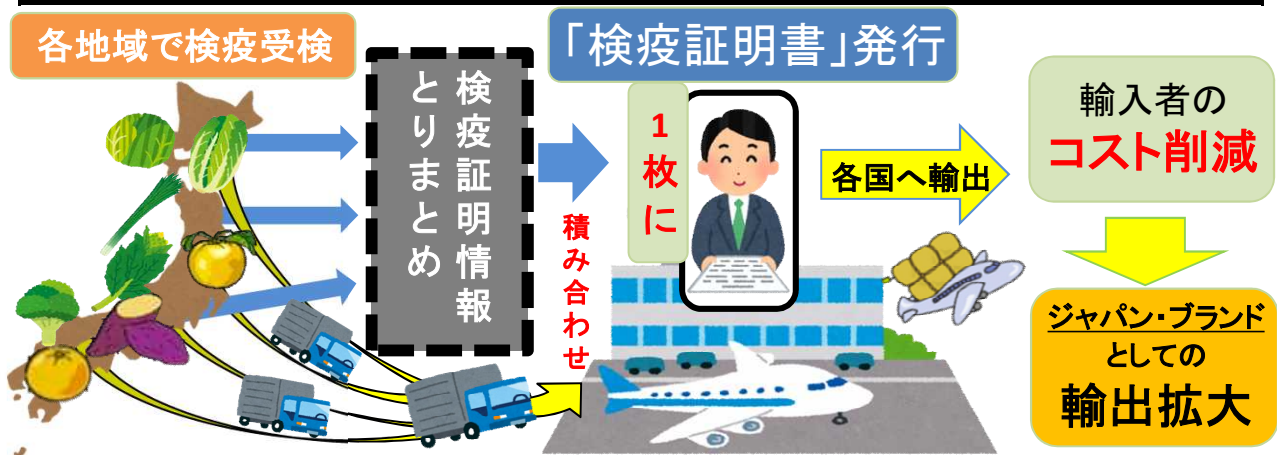 各地域で検疫受検
検疫証明情報
とりまとめ
「検疫証明書」発行
1枚に
積み合わせ
各国へ輸出
輸入者の
コスト削減
ジャパン・ブランド
としての
輸出拡大